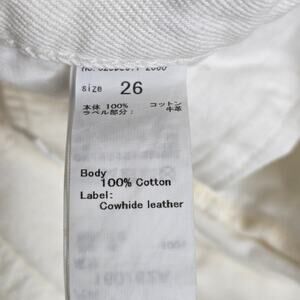 size 26
本体 100% コットン
ラベル部分: 牛革
Body
100% Cotton
Label:
Cowhide leather